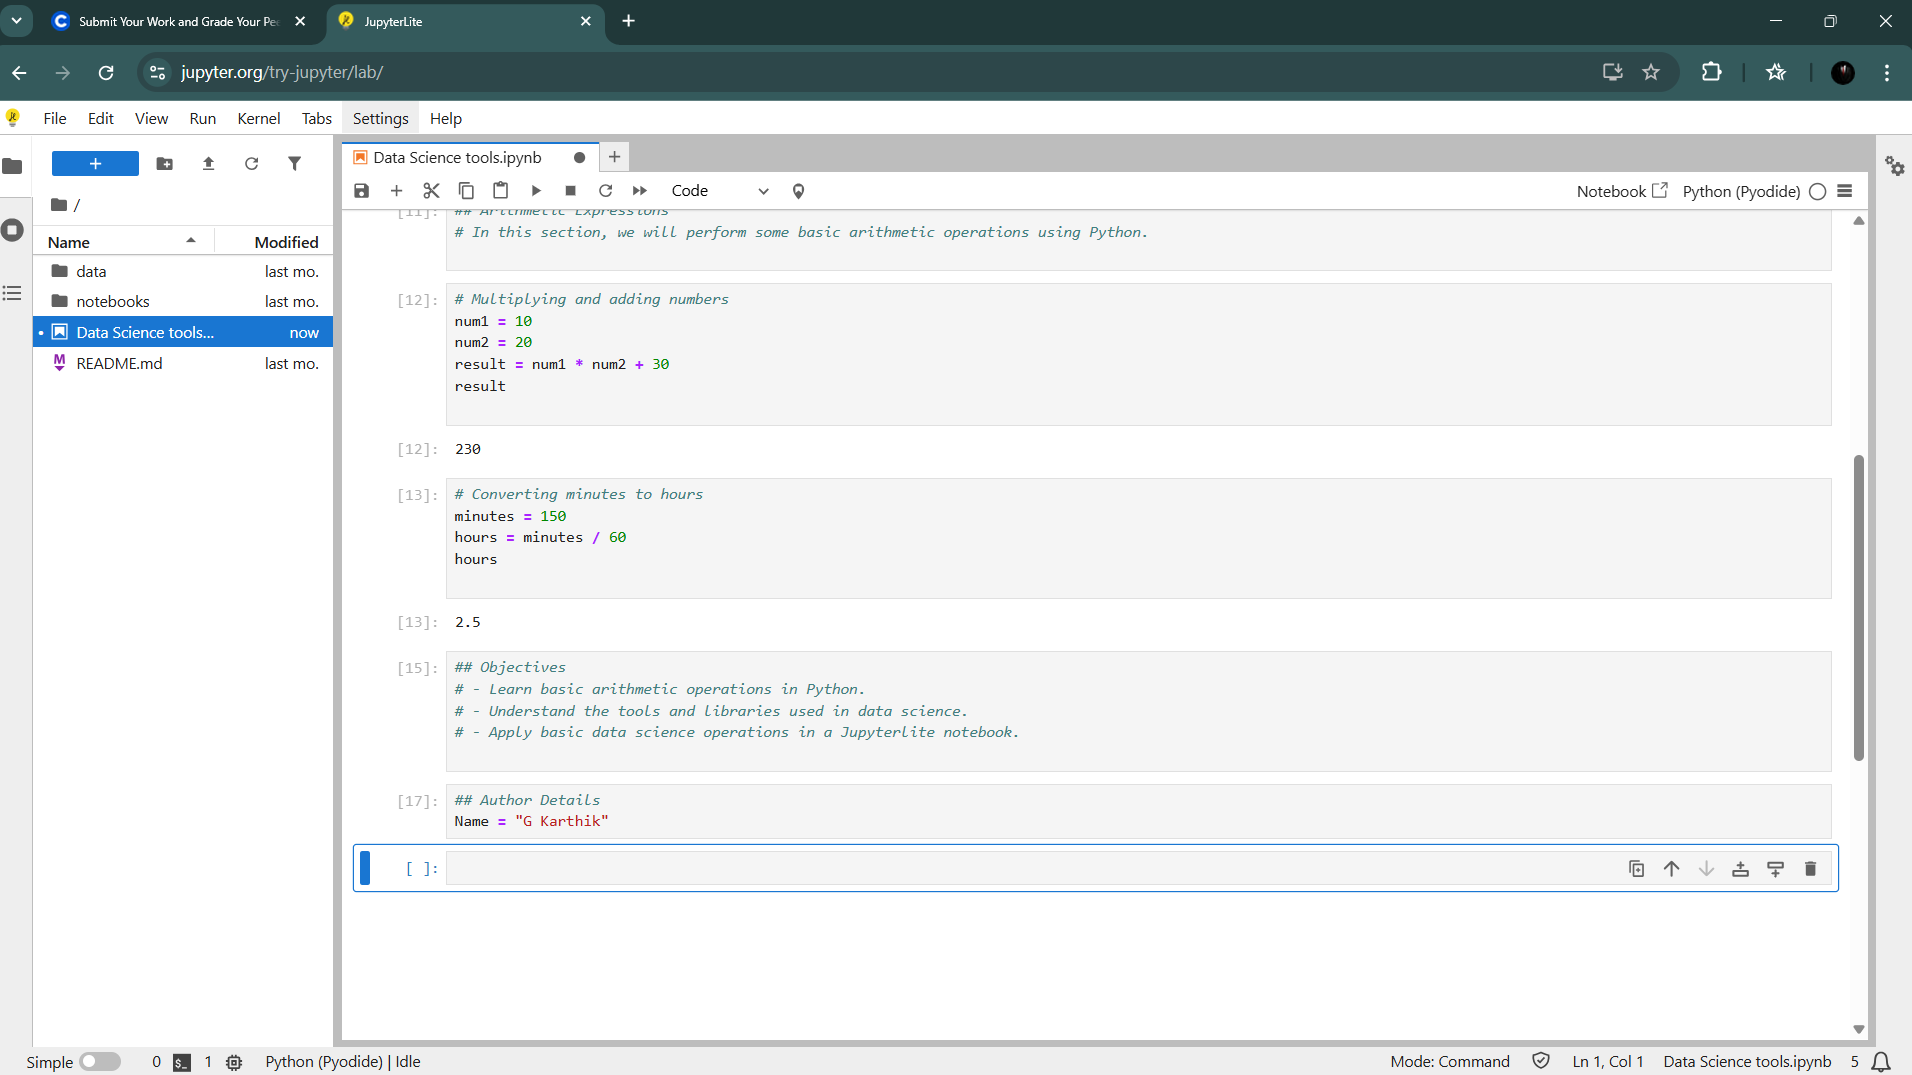 Submit Your Work and Grade Your Pe
JupyterLite
jupyter.org/try-jupyter/lab/
File Edit View Run Kernel Tabs Settings Help
Data Science tools.ipynb
Code
Notebook
Python (Pyodide)
/
Name Modified
data last mo.
notebooks last mo.
Data Science tools... now
README.md last mo.
[11]: ## Arithmetic Expressions
# In this section, we will perform some basic arithmetic operations using Python.
[12]: # Multiplying and adding numbers
num1 = 10
num2 = 20
result = num1 * num2 + 30
result
[12]: 230
[13]: # Converting minutes to hours
minutes = 150
hours = minutes / 60
hours
[13]: 2.5
[15]: ## Objectives
# - Learn basic arithmetic operations in Python.
# - Understand the tools and libraries used in data science.
# - Apply basic data science operations in a Jupyterlite notebook.
[17]: ## Author Details
Name = "G Karthik"
[ ]:
Simple 0 $_ 1 Python (Pyodide) | Idle
Mode: Command Ln 1, Col 1 Data Science tools.ipynb 5